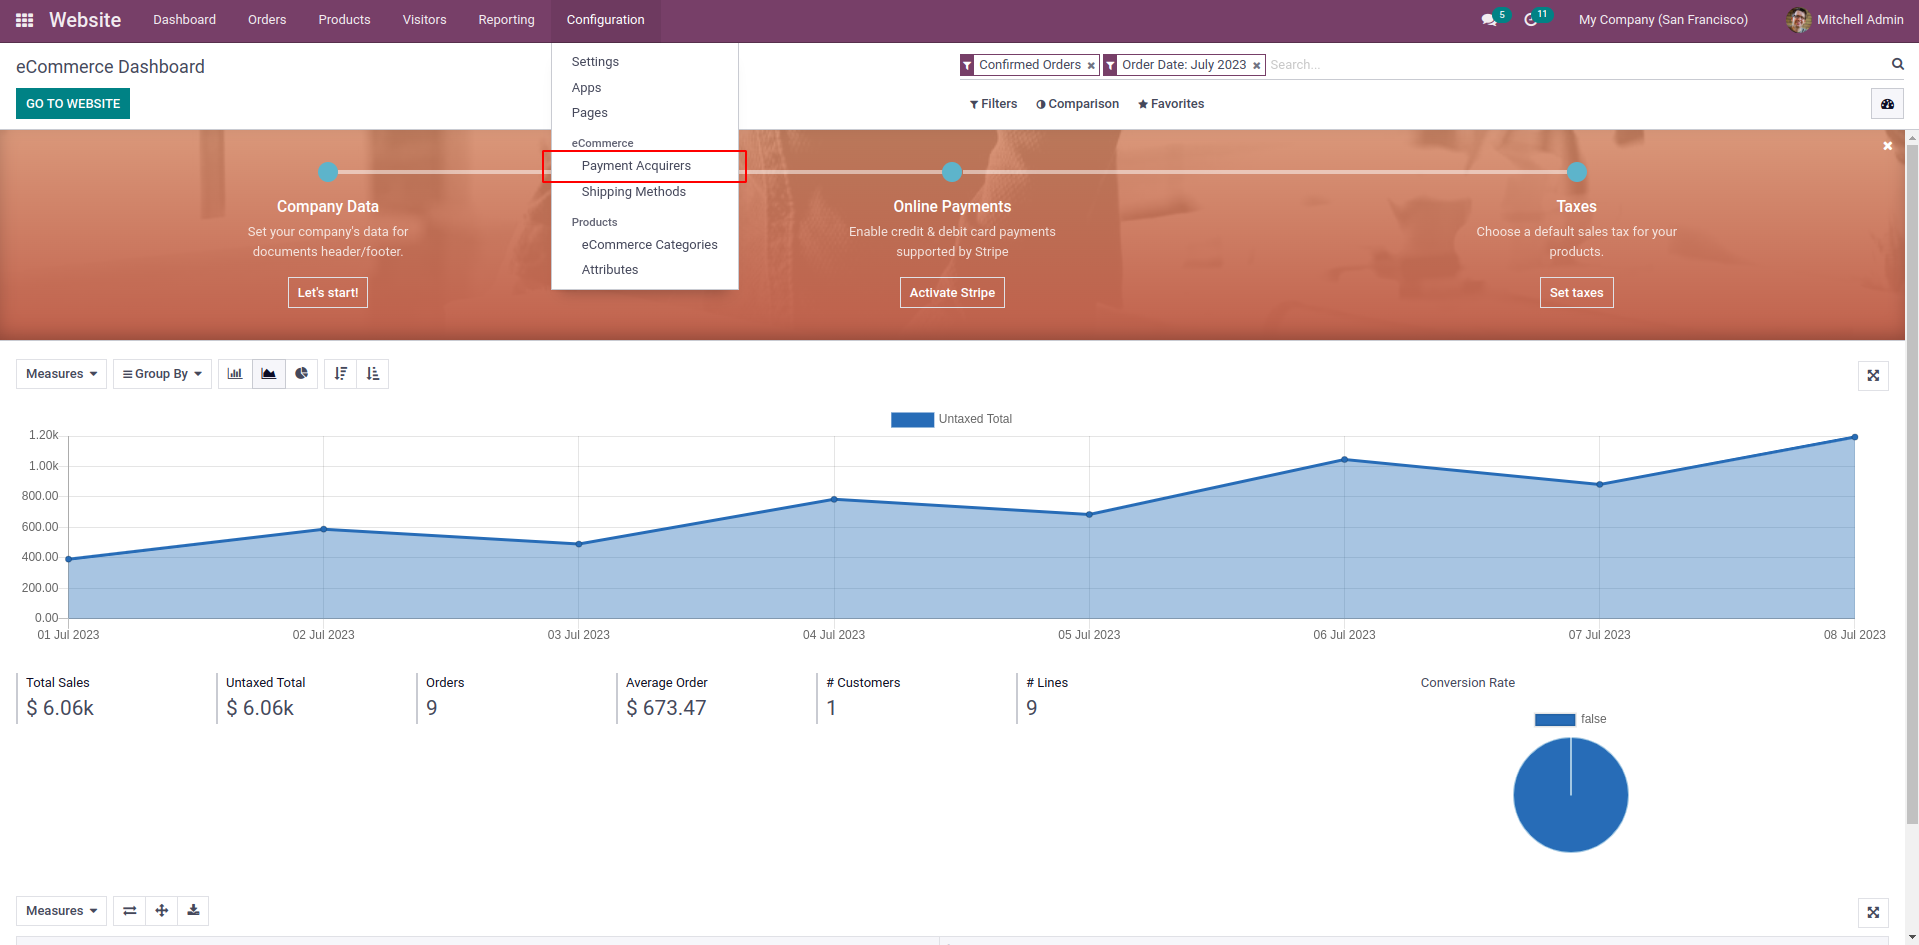 Website Dashboard Orders Products Visitors Reporting Configuration 5 11 My Company (San Francisco) Mitchell Admin
eCommerce Dashboard
GO TO WEBSITE
Confirmed Orders × Order Date: July 2023 × Search...
Filters Comparison Favorites
Settings
Apps
Pages
eCommerce
Payment Acquirers
Shipping Methods
Products
eCommerce Categories
Attributes
Company Data
Set your company's data for
documents header/footer.
Let's start!
Online Payments
Enable credit & debit card payments
supported by Stripe
Activate Stripe
Taxes
Choose a default sales tax for your
products.
Set taxes
Measures Group By
Untaxed Total
1.20k
1.00k
800.00
600.00
400.00
200.00
0.00
01 Jul 2023 02 Jul 2023 03 Jul 2023 04 Jul 2023 05 Jul 2023 06 Jul 2023 07 Jul 2023 08 Jul 2023
Total Sales
$ 6.06k
Untaxed Total
$ 6.06k
Orders
9
Average Order
$ 673.47
# Customers
1
# Lines
9
Conversion Rate
false
Measures